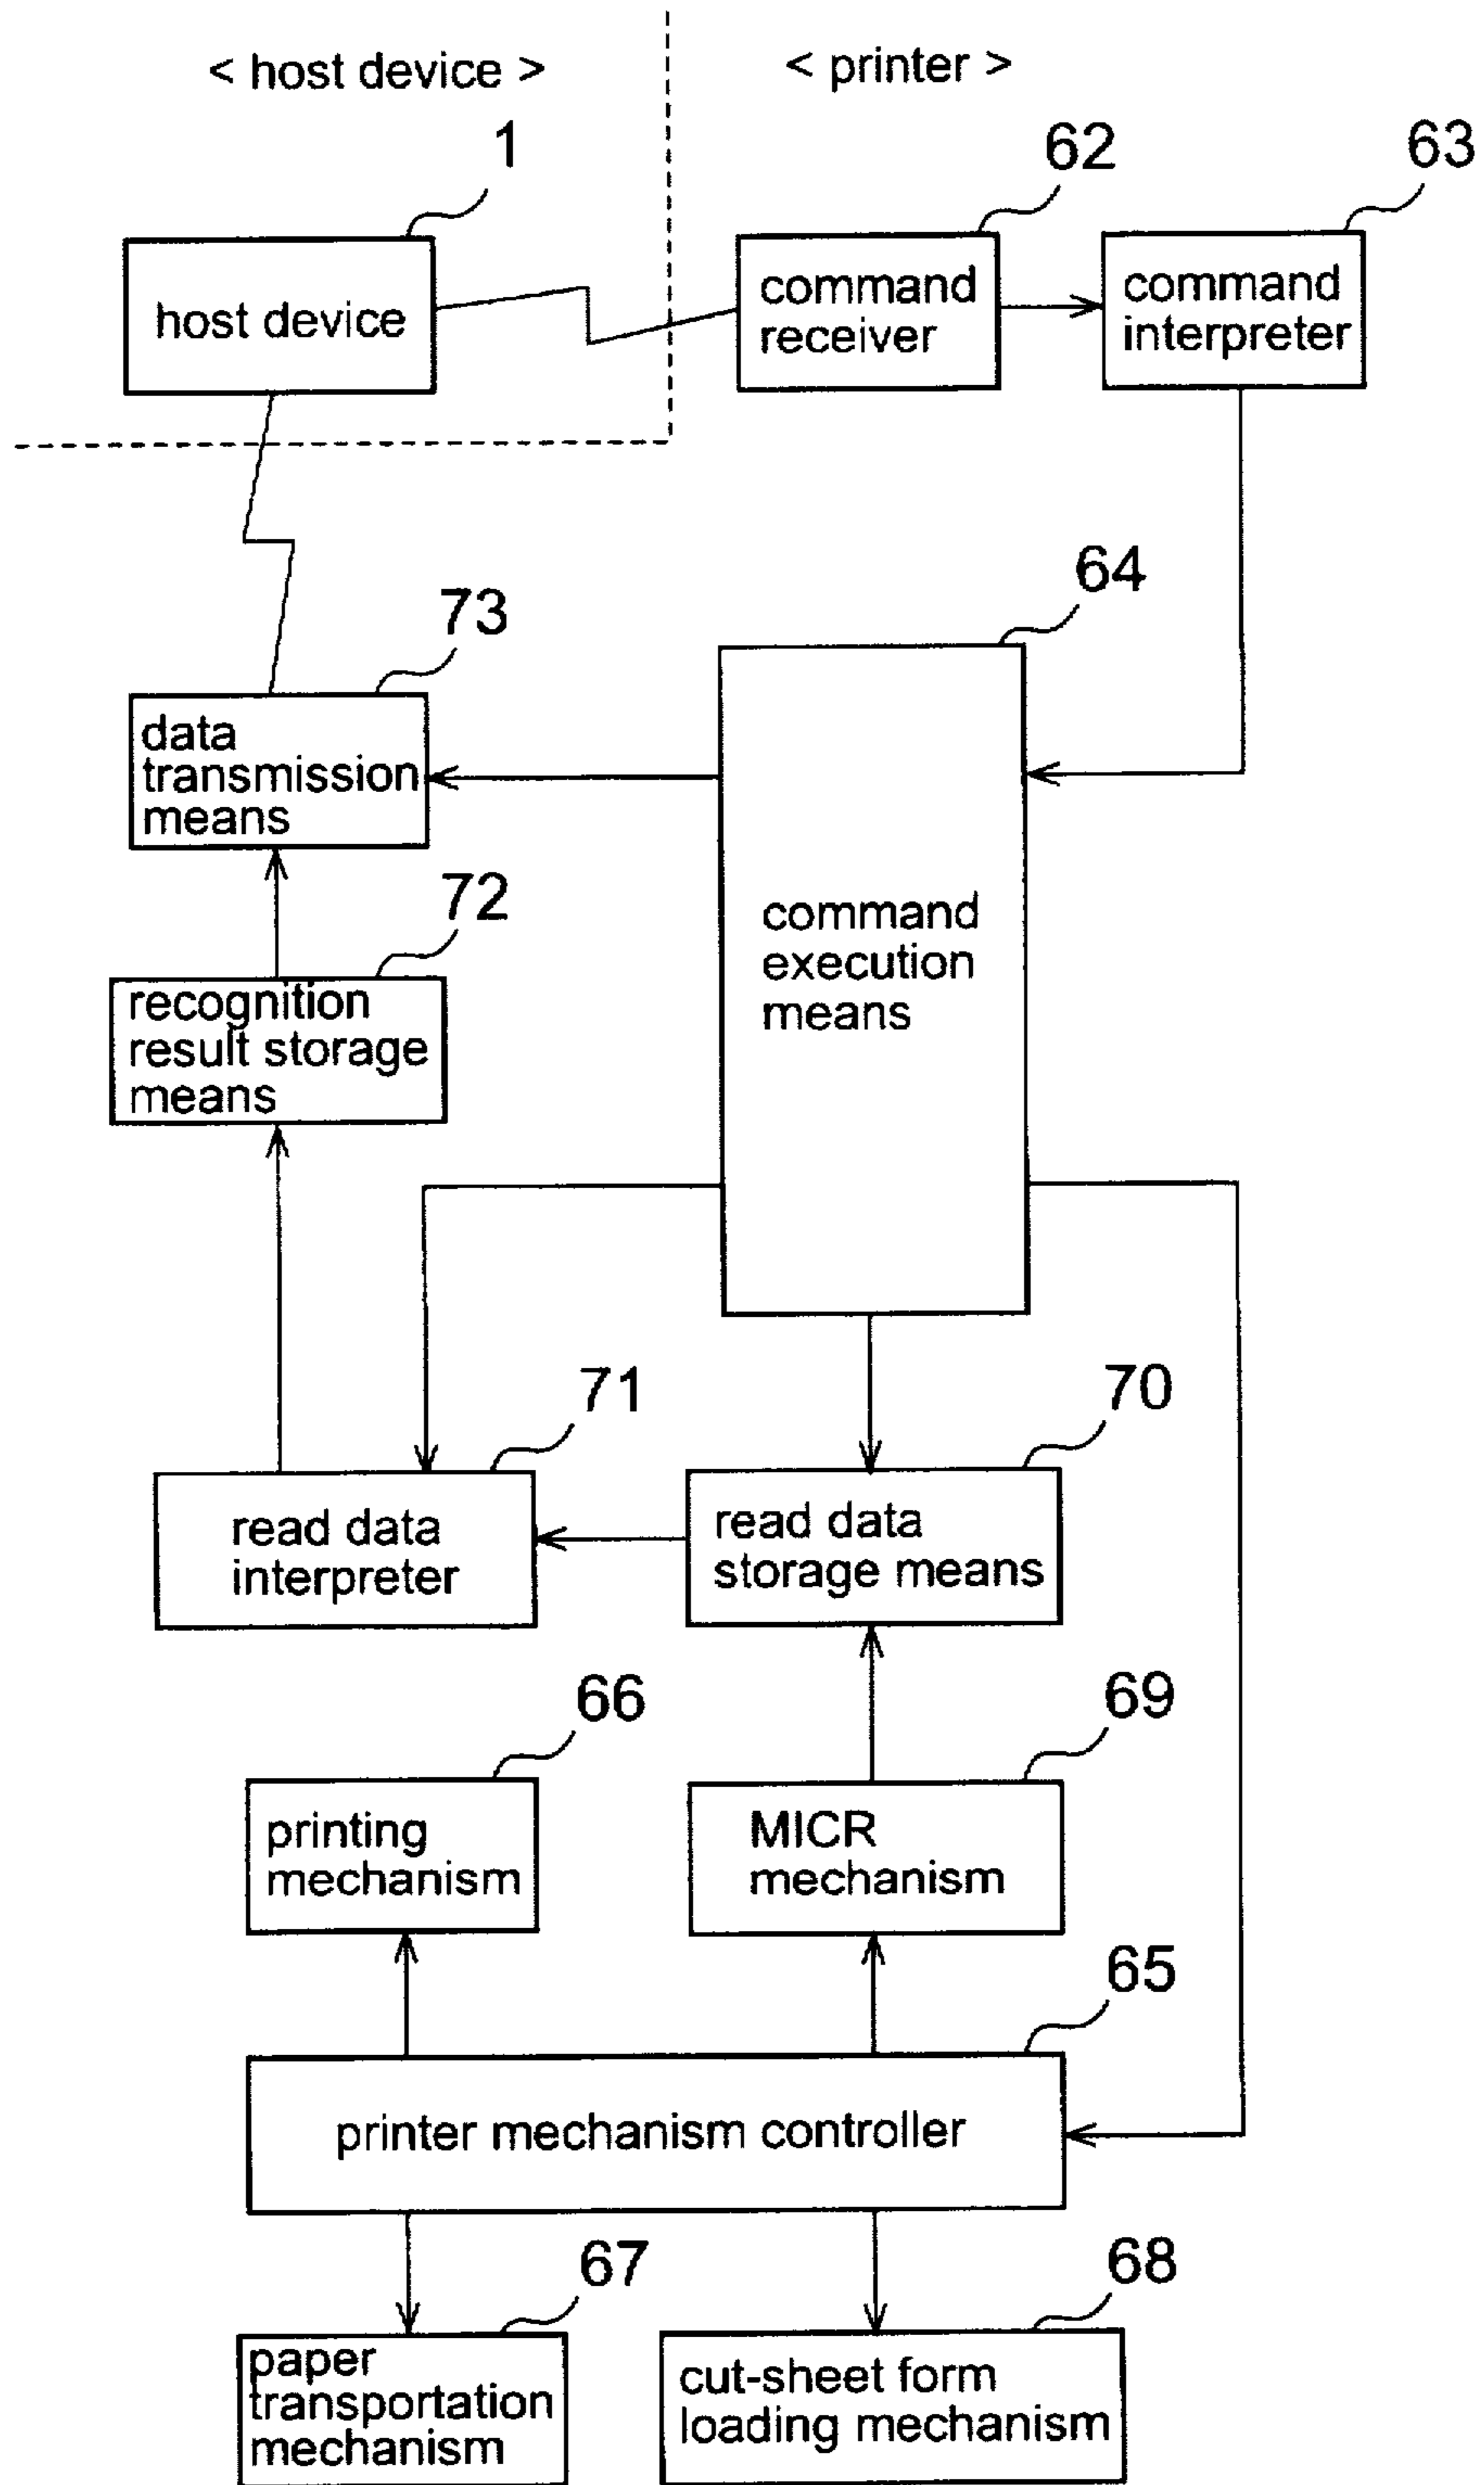 < host device >
< printer >
1
62
63
host device
command
receiver
command
interpreter
64
73
data
transmission
means
72
command
execution
means
recognition
result storage
means
71
70
read data
interpreter
read data
storage means
66
69
printing
mechanism
MICR
mechanism
65
printer mechanism controller
67
68
paper
transportation
mechanism
cut-sheet form
loading mechanism